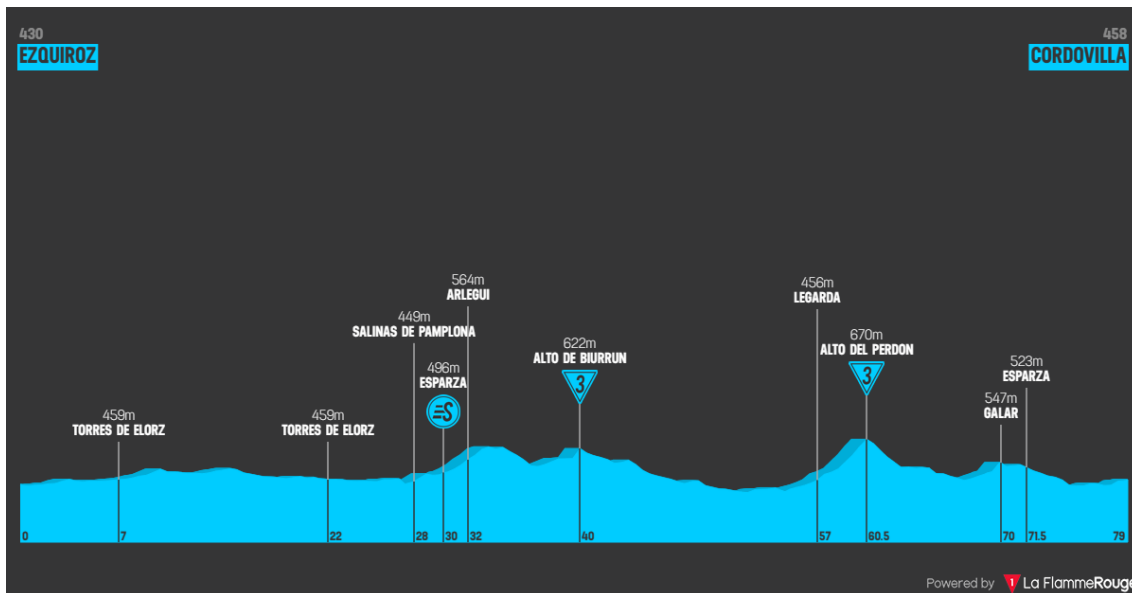 430
EZQUIROZ
458
CORDOVILLA
459m
TORRES DE ELORZ
459m
TORRES DE ELORZ
449m
SALINAS DE PAMPLONA
496m
ESPARZA
S
564m
ARLEGUI
622m
ALTO DE BIURRUN
3
456m
LEGARDA
670m
ALTO DEL PERDON
3
547m
GALAR
523m
ESPARZA
0 7 22 28 30 32 40 57 60.5 70 71.5 79
Powered by 1 La FlammeRouge